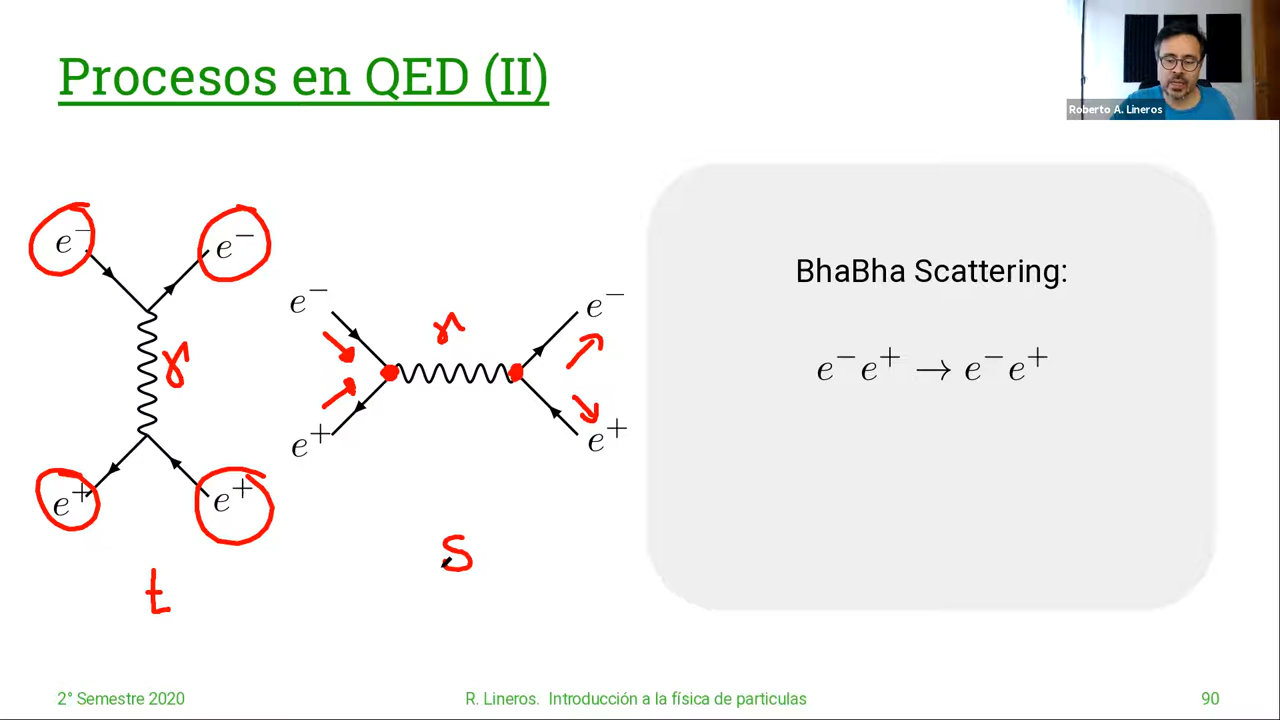 Procesos en QED (II)
Roberto A. Lineros
e⁻ e⁻
γ
e⁺ e⁺
t
e⁻ e⁻
γ
e⁺ e⁺
s
BhaBha Scattering:
e⁻e⁺ → e⁻e⁺
2° Semestre 2020
R. Lineros. Introducción a la física de particulas
90